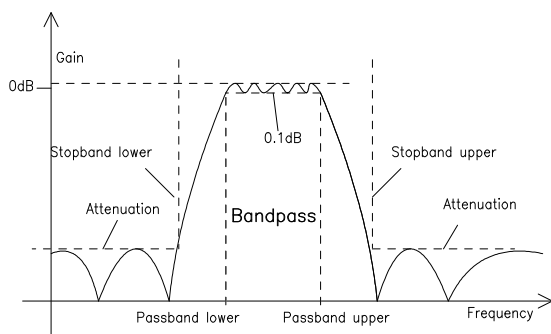 Gain
0dB
0.1dB
Stopband lower
Stopband upper
Attenuation
Attenuation
Bandpass
Passband lower
Passband upper
Frequency